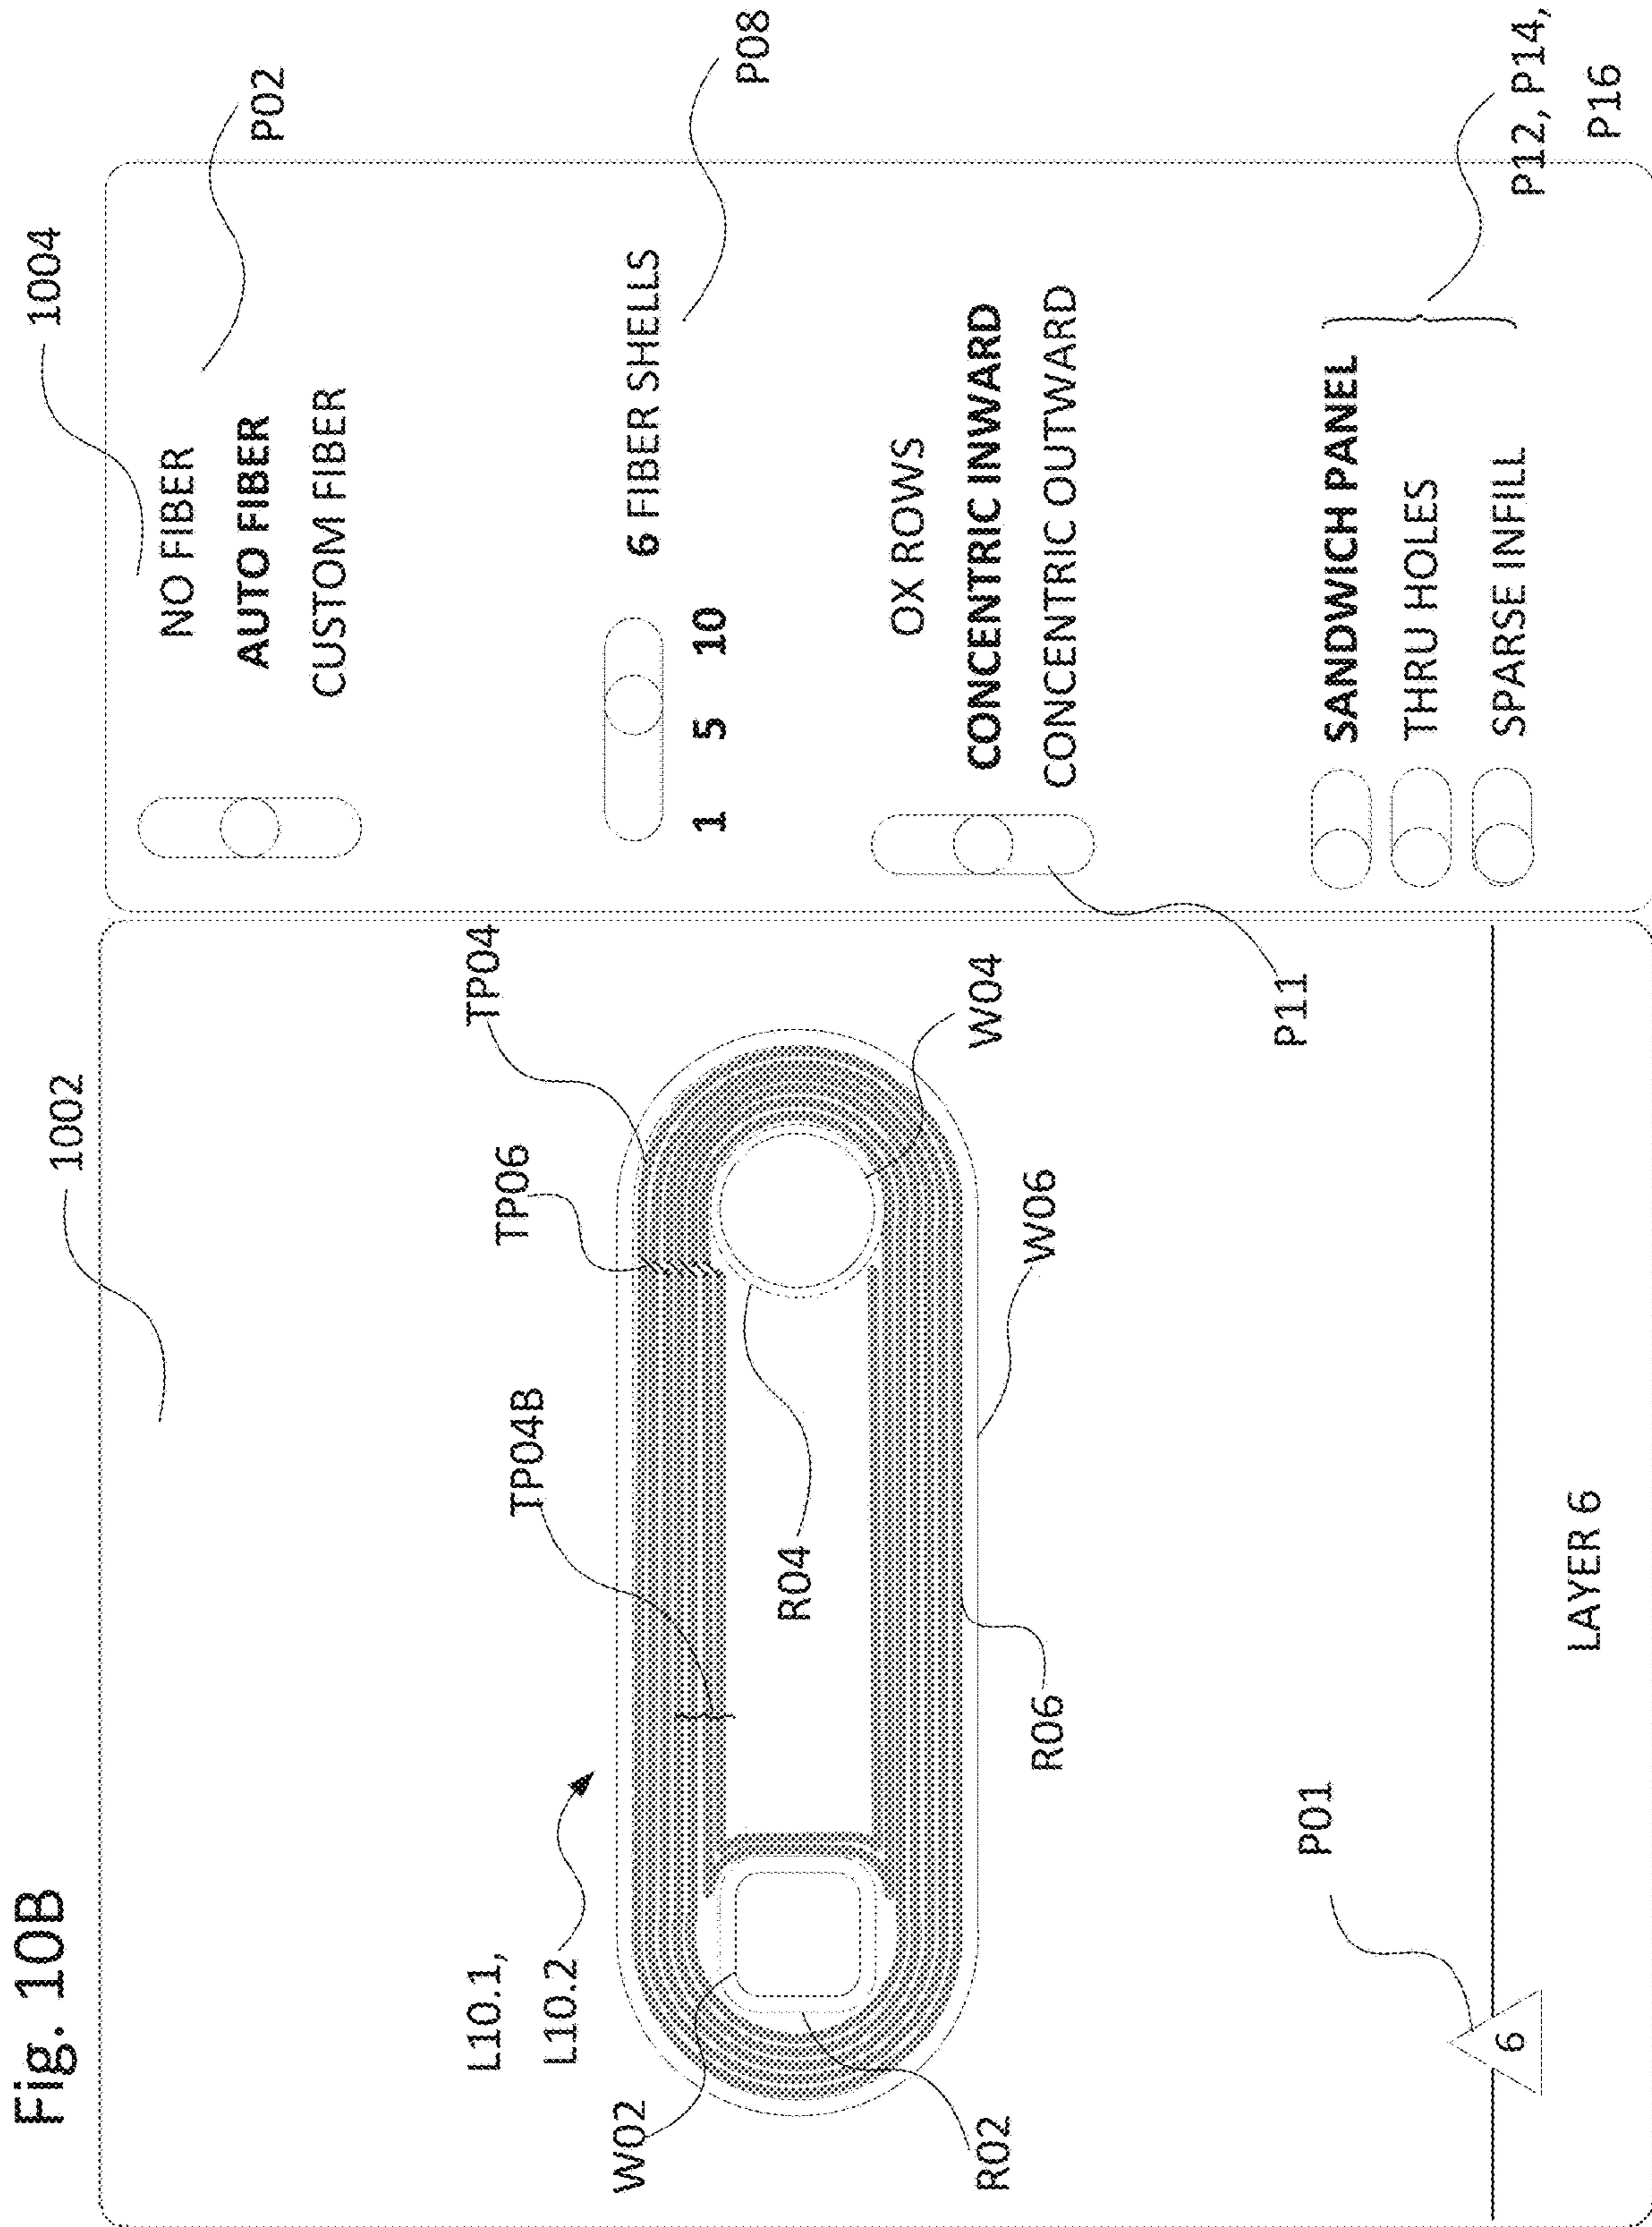 Fig. 10B
1002
1004
L10.1,
L10.2
TP04B
TP06
TP04
W02
R02
R04
W04
R06
W06
P01
6
LAYER 6
NO FIBER
AUTO FIBER
CUSTOM FIBER
P02
6 FIBER SHELLS
1 5 10
P08
OX ROWS
CONCENTRIC INWARD
CONCENTRIC OUTWARD
P11
SANDWICH PANEL
THRU HOLES
SPARSE INFILL
P12, P14,
P16